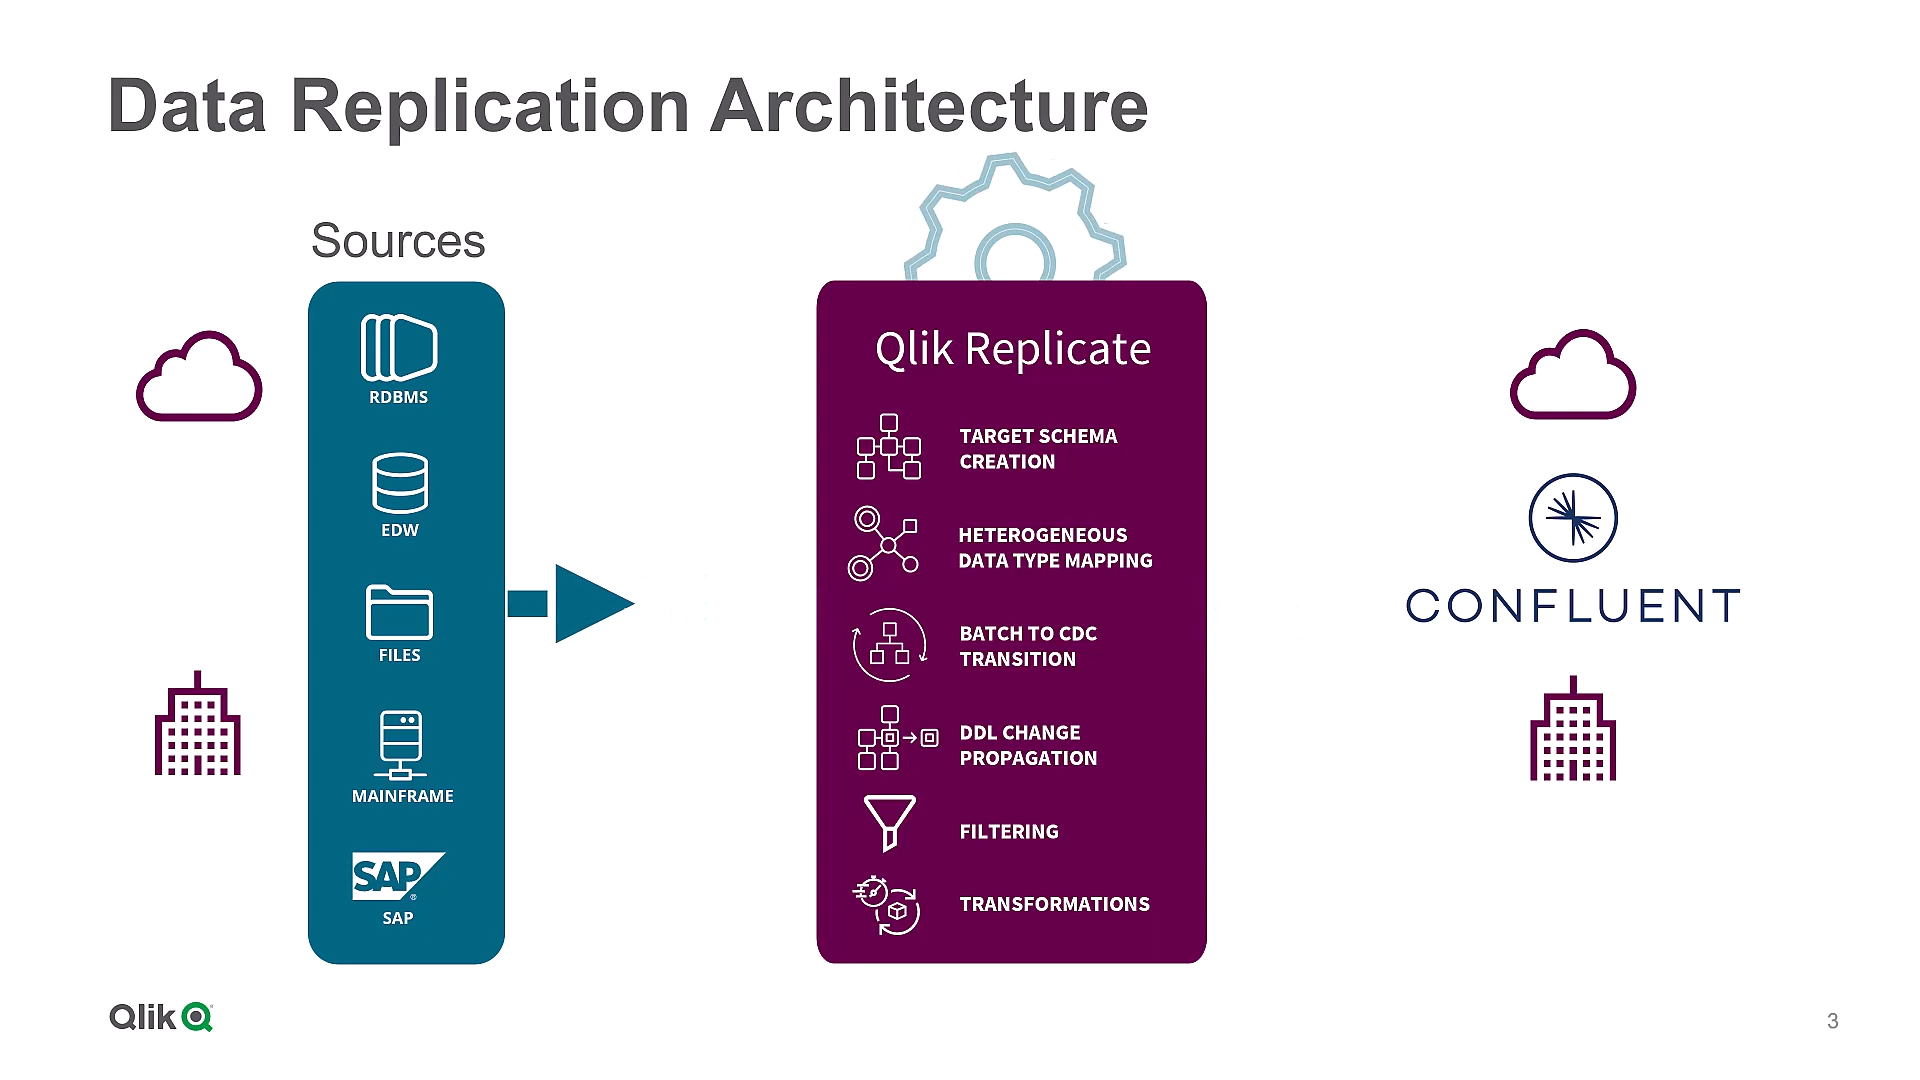 Data Replication Architecture
Sources
RDBMS
EDW
FILES
MAINFRAME
SAP
SAP
Qlik Replicate
TARGET SCHEMA
CREATION
HETEROGENEOUS
DATA TYPE MAPPING
BATCH TO CDC
TRANSITION
DDL CHANGE
PROPAGATION
FILTERING
TRANSFORMATIONS
CONFLUENT
Qlik
3